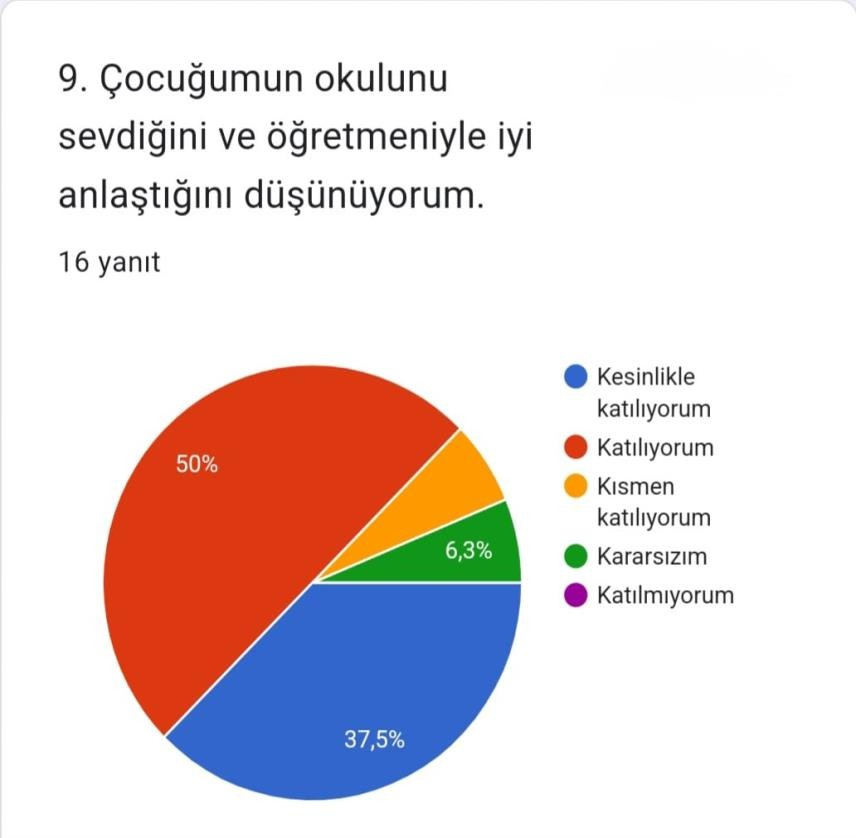 9. Çocuğumun okulunu
sevdiğini ve öğretmeniyle iyi
anlaştığını düşünüyorum.
16 yanıt
50%
6,3%
37,5%
Kesinlikle
katılıyorum
Katılıyorum
Kısmen
katılıyorum
Kararsızım
Katılmıyorum